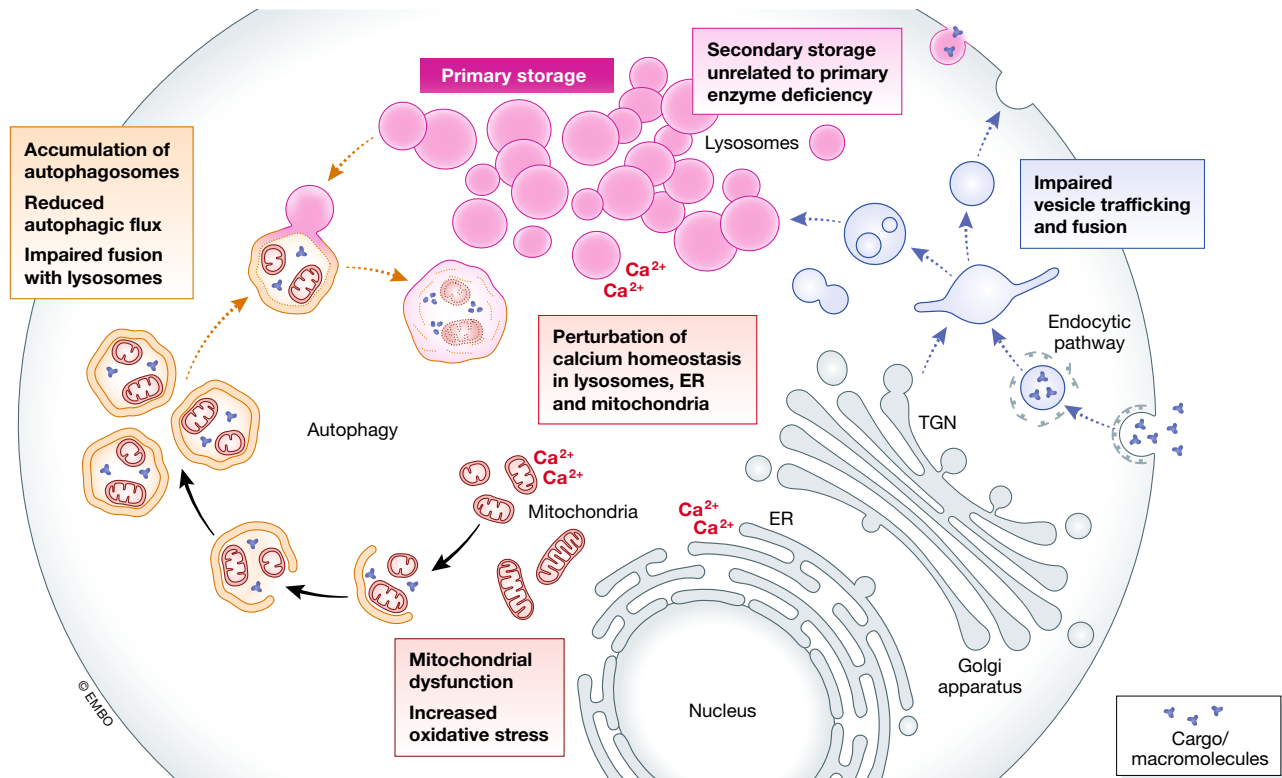 Primary storage
Secondary storage
unrelated to primary
enzyme deficiency
Lysosomes
Accumulation of
autophagosomes
Reduced
autophagic flux
Impaired fusion
with lysosomes
Impaired
vesicle trafficking
and fusion
Ca2+
Ca2+
Perturbation of
calcium homeostasis
in lysosomes, ER
and mitochondria
Endocytic
pathway
Autophagy
TGN
Ca2+
Ca2+
Mitochondria
Ca2+
Ca2+
ER
Mitochondrial
dysfunction
Increased
oxidative stress
Nucleus
Golgi
apparatus
© EMBO
Cargo/
macromolecules